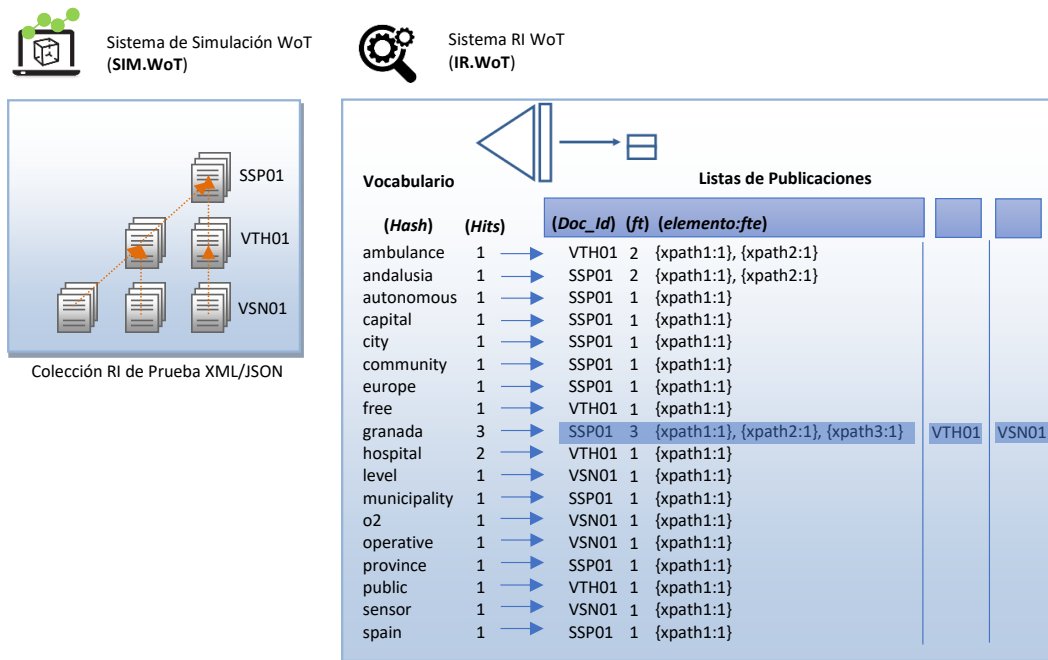 Sistema de Simulación WoT
(SIM.WoT)
Sistema RI WoT
(IR.WoT)
SSP01
VTH01
VSN01
Colección RI de Prueba XML/JSON
Vocabulario
Listas de Publicaciones
(Hash) (Hits) (Doc_Id) (ft) (elemento:fte)
ambulance 1 VTH01 2 {xpath1:1}, {xpath2:1}
andalusia 1 SSP01 2 {xpath1:1}, {xpath2:1}
autonomous 1 SSP01 1 {xpath1:1}
capital 1 SSP01 1 {xpath1:1}
city 1 SSP01 1 {xpath1:1}
community 1 SSP01 1 {xpath1:1}
europe 1 SSP01 1 {xpath1:1}
free 1 VTH01 1 {xpath1:1}
granada 3 SSP01 3 {xpath1:1}, {xpath2:1}, {xpath3:1} VTH01 VSN01
hospital 2 VTH01 1 {xpath1:1}
level 1 VSN01 1 {xpath1:1}
municipality 1 SSP01 1 {xpath1:1}
o2 1 VSN01 1 {xpath1:1}
operative 1 VSN01 1 {xpath1:1}
province 1 SSP01 1 {xpath1:1}
public 1 VTH01 1 {xpath1:1}
sensor 1 VSN01 1 {xpath1:1}
spain 1 SSP01 1 {xpath1:1}